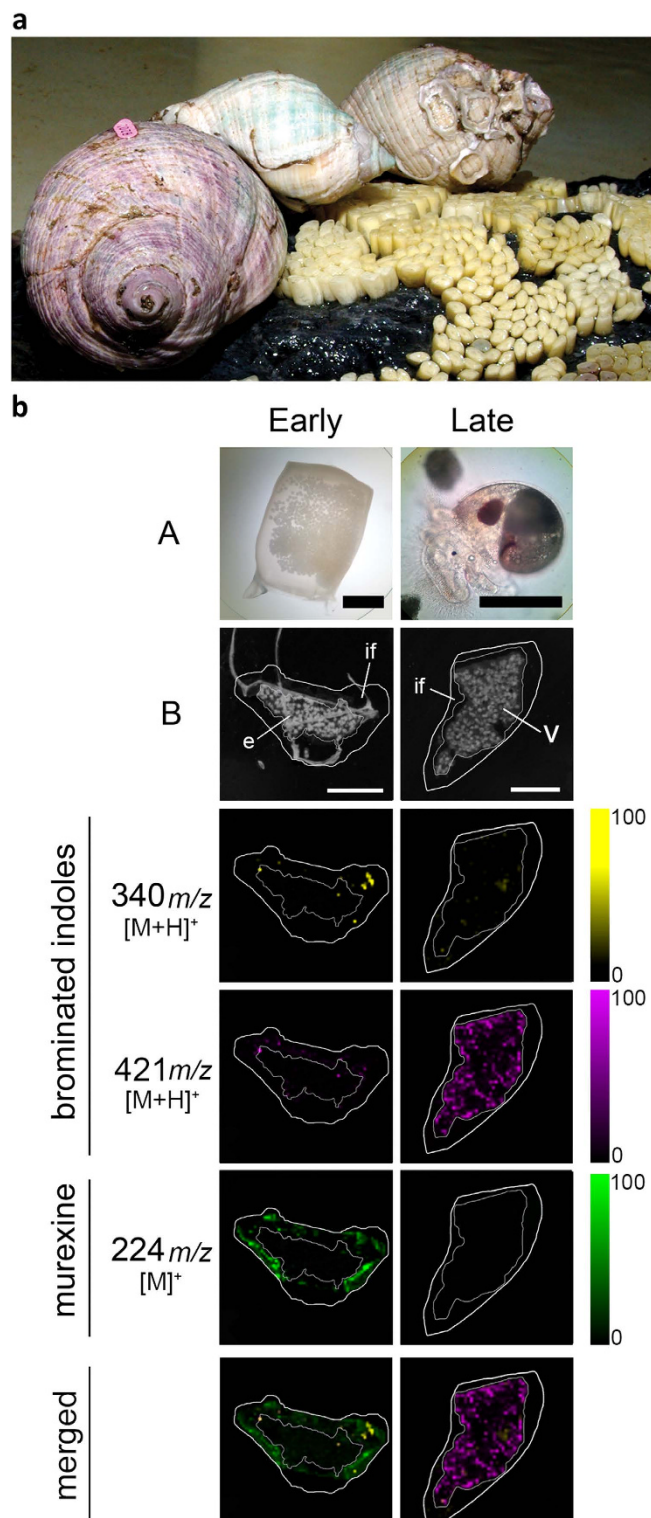 a
b
Early
Late
A
B
if
e
if
V
brominated indoles
340 m/z
[M+H]⁺
100
0
421 m/z
[M+H]⁺
100
0
murexine
224 m/z
[M]⁺
100
0
merged